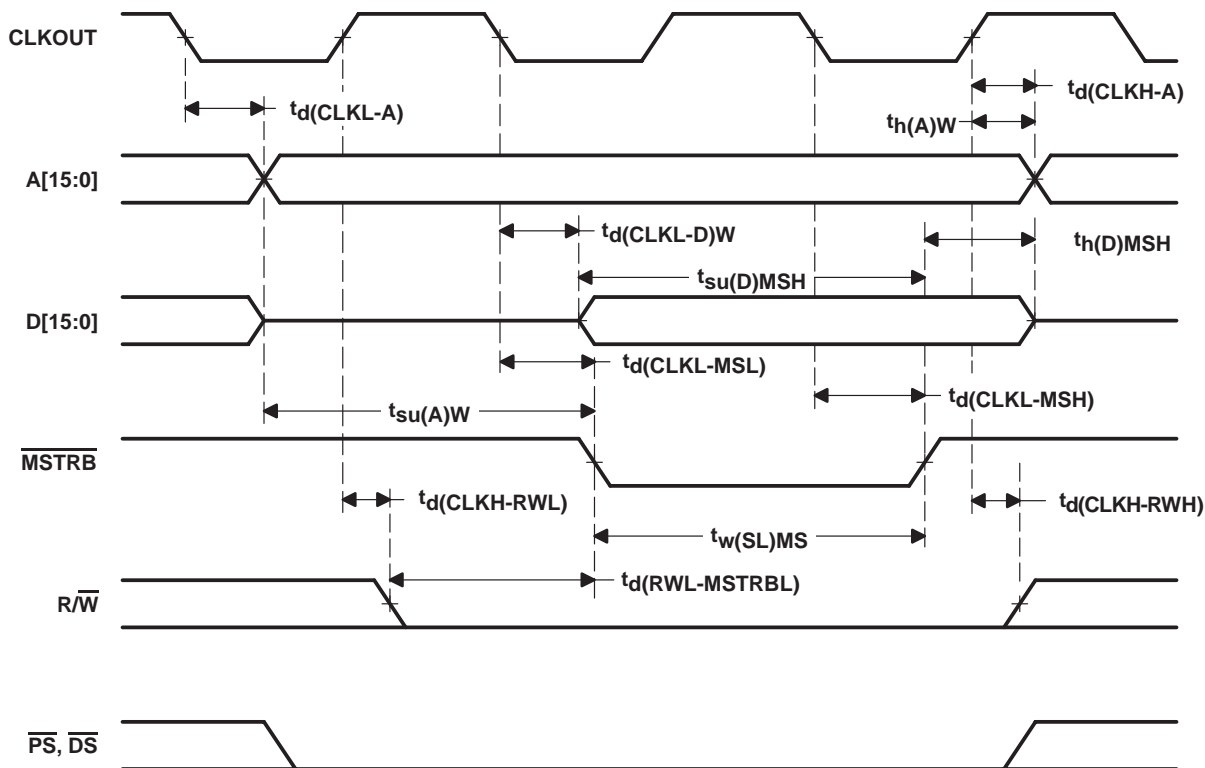 CLKOUT
td(CLKL-A)
td(CLKH-A)
th(A)W
A[15:0]
td(CLKL-D)W
th(D)MSH
tsu(D)MSH
D[15:0]
td(CLKL-MSL)
td(CLKL-MSH)
tsu(A)W
MSTRB
td(CLKH-RWL)
td(CLKH-RWH)
tw(SL)MS
td(RWL-MSTRBL)
R/W
PS, DS